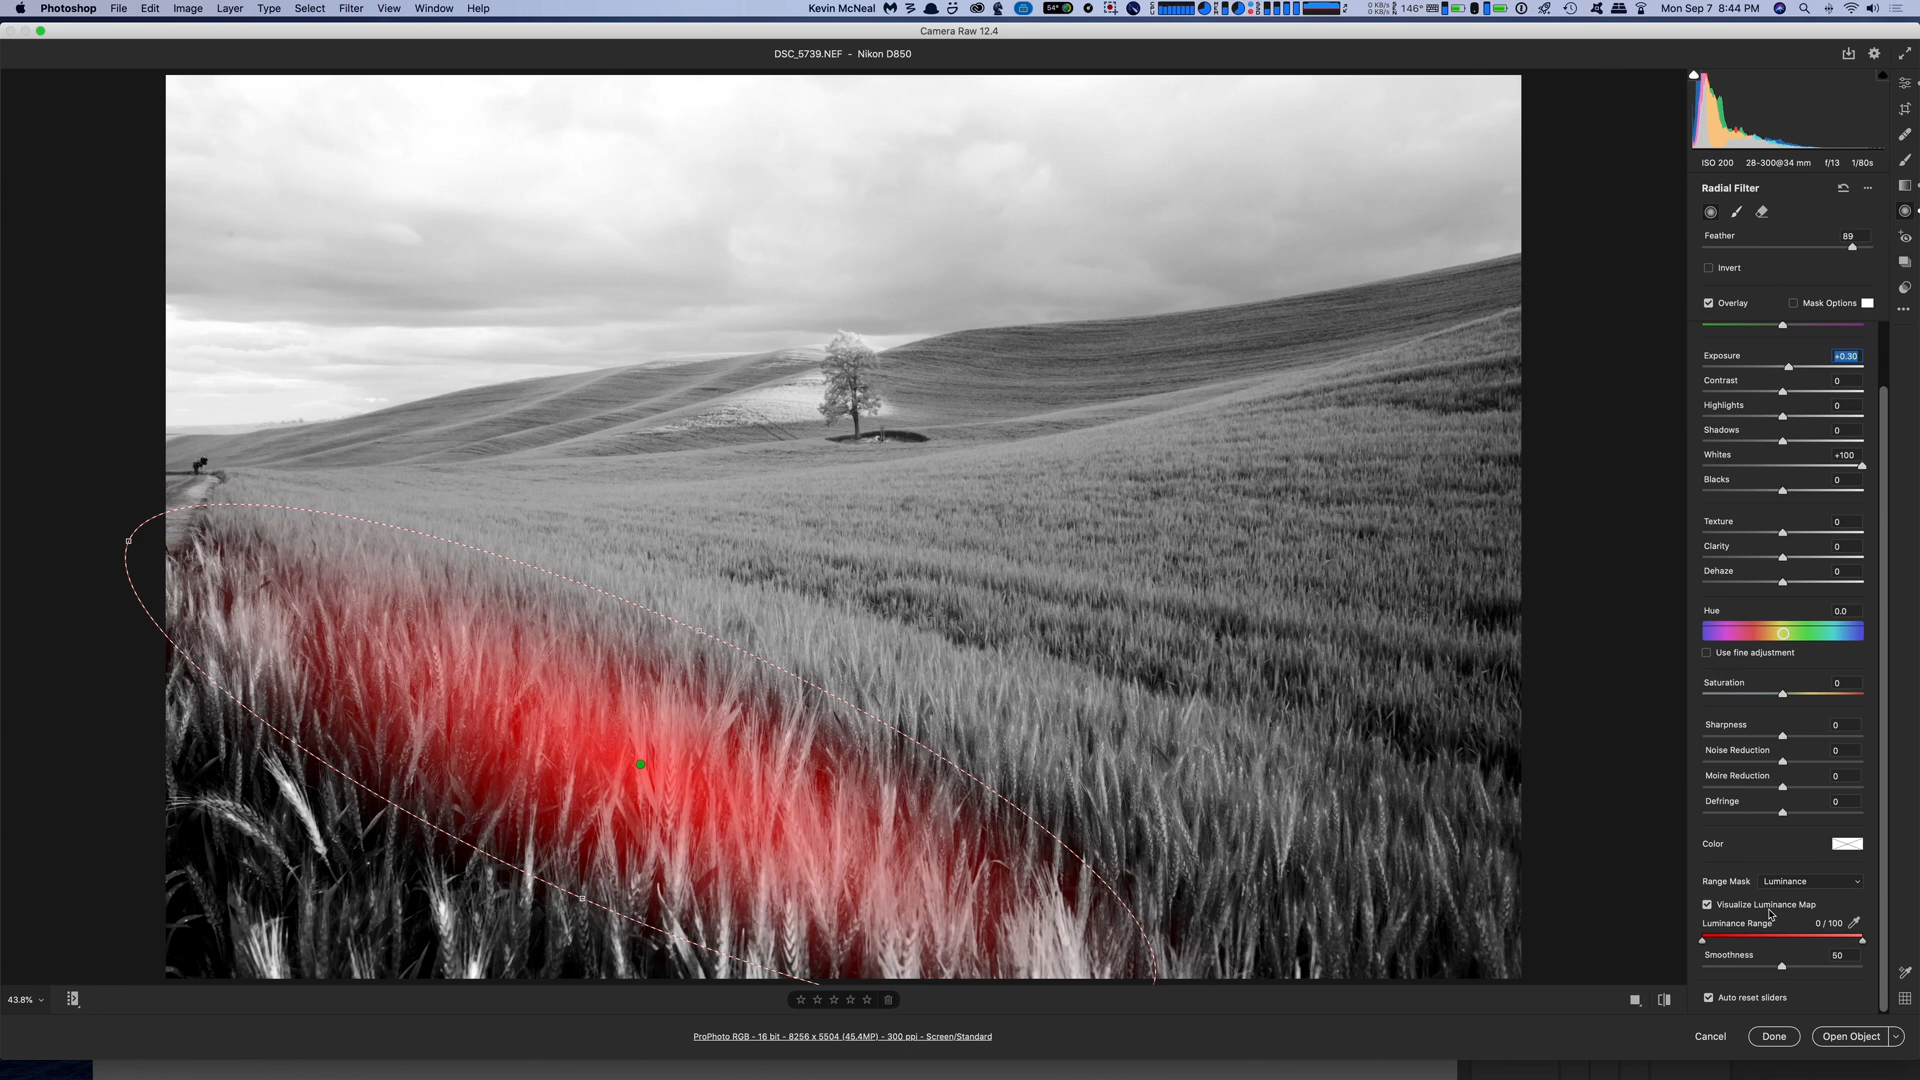 Photoshop File Edit Image Layer Type Select Filter View Window Help Kevin McNeal 54° 0 KB/s 0 KB/s 146° Mon Sep 7 8:44 PM
Camera Raw 12.4
DSC_5739.NEF - Nikon D850
ISO 200 28-300@34 mm f/13 1/80s
Radial Filter
Feather 89
Invert
Overlay Mask Options
Exposure +0.30
Contrast 0
Highlights 0
Shadows 0
Whites +100
Blacks 0
Texture 0
Clarity 0
Dehaze 0
Hue 0.0
Use fine adjustment
Saturation 0
Sharpness 0
Noise Reduction 0
Moire Reduction 0
Defringe 0
Color
Range Mask Luminance
Visualize Luminance Map
Luminance Range 0 / 100
Smoothness 50
Auto reset sliders
43.8%
ProPhoto RGB - 16 bit - 8256 x 5504 (45.4MP) - 300 ppi - Screen/Standard
Cancel Done Open Object